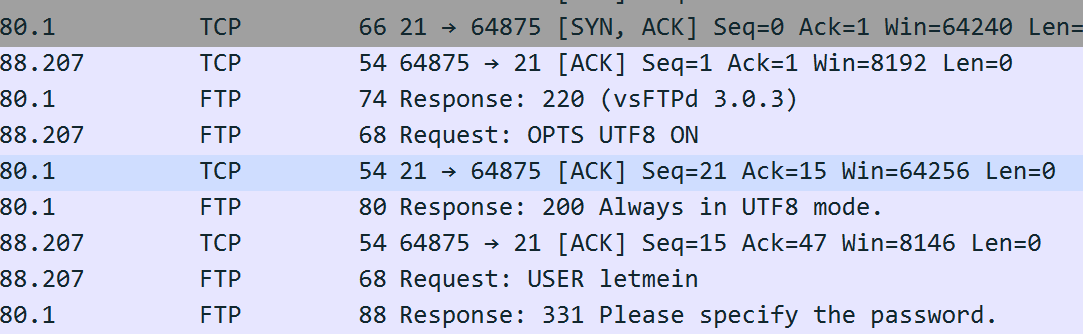 80.1 TCP 66 21 → 64875 [SYN, ACK] Seq=0 Ack=1 Win=64240 Len=
88.207 TCP 54 64875 → 21 [ACK] Seq=1 Ack=1 Win=8192 Len=0
80.1 FTP 74 Response: 220 (vsFTPd 3.0.3)
88.207 FTP 68 Request: OPTS UTF8 ON
80.1 TCP 54 21 → 64875 [ACK] Seq=21 Ack=15 Win=64256 Len=0
80.1 FTP 80 Response: 200 Always in UTF8 mode.
88.207 TCP 54 64875 → 21 [ACK] Seq=15 Ack=47 Win=8146 Len=0
88.207 FTP 68 Request: USER letmein
80.1 FTP 88 Response: 331 Please specify the password.